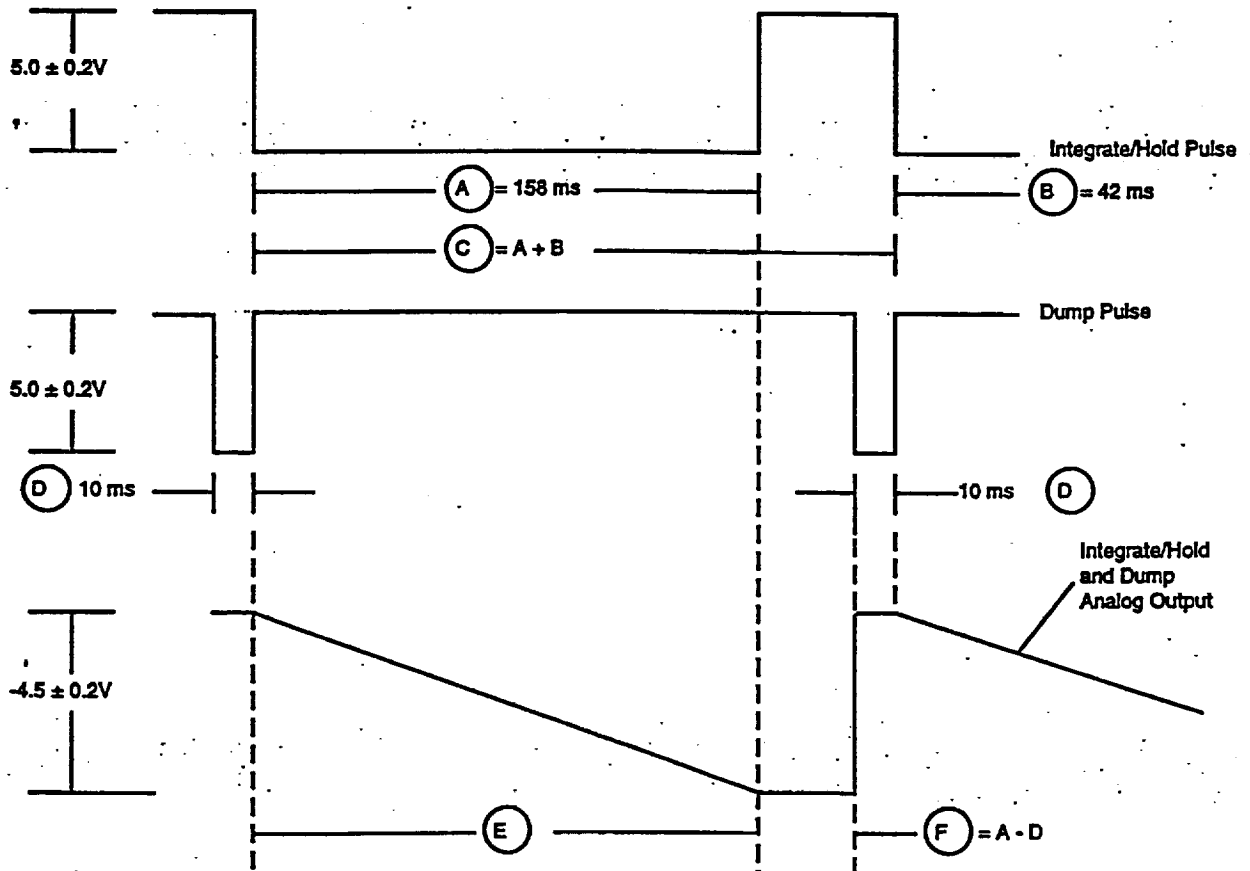 5.0 ± 0.2V
Integrate/Hold Pulse
A = 158 ms
B = 42 ms
C = A + B
Dump Pulse
5.0 ± 0.2V
D 10 ms
10 ms D
Integrate/Hold
and Dump
Analog Output
-4.5 ± 0.2V
E
F = A - D